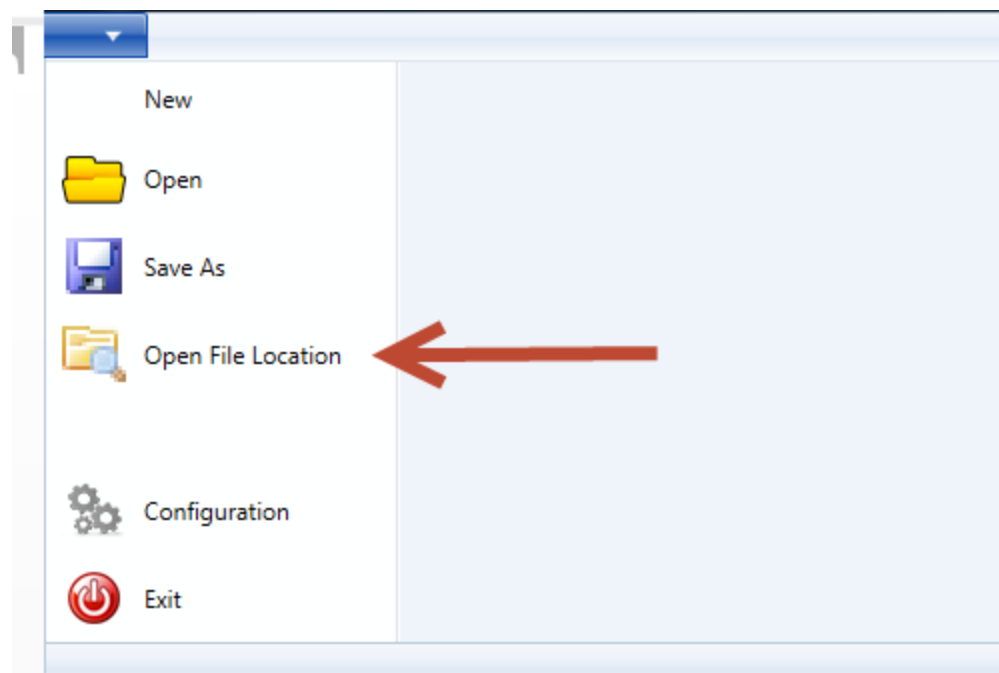 New
Open
Save As
Open File Location
Configuration
Exit